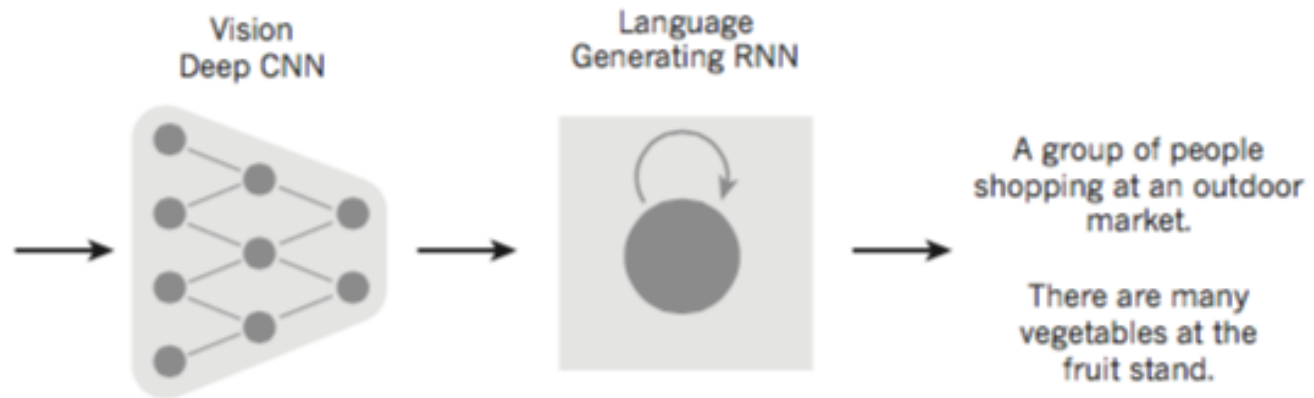 Vision
Deep CNN
Language
Generating RNN
A group of people
shopping at an outdoor
market.
There are many
vegetables at the
fruit stand.